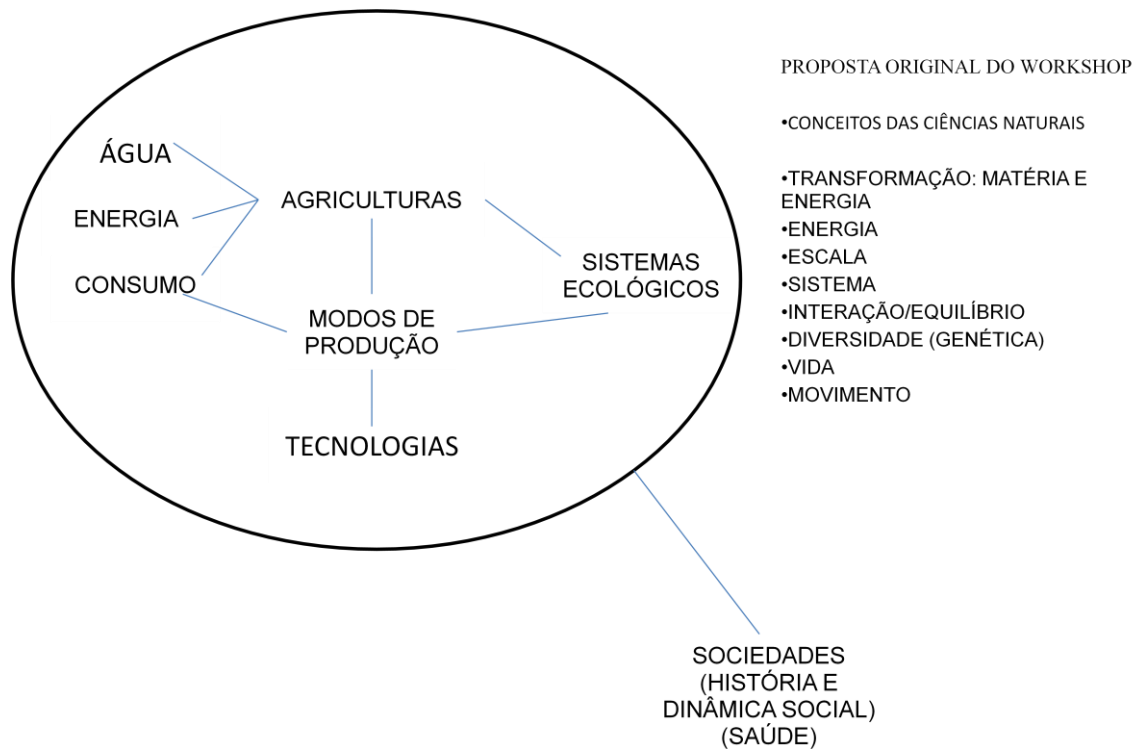 PROPOSTA ORIGINAL DO WORKSHOP
•CONCEITOS DAS CIÊNCIAS NATURAIS
•TRANSFORMAÇÃO: MATÉRIA E
ENERGIA
•ENERGIA
•ESCALA
•SISTEMA
•INTERAÇÃO/EQUILÍBRIO
•DIVERSIDADE (GENÉTICA)
•VIDA
•MOVIMENTO
ÁGUA
ENERGIA
CONSUMO
AGRICULTURAS
MODOS DE
PRODUÇÃO
TECNOLOGIAS
SISTEMAS
ECOLÓGICOS
SOCIEDADES
(HISTÓRIA E
DINÂMICA SOCIAL)
(SAÚDE)